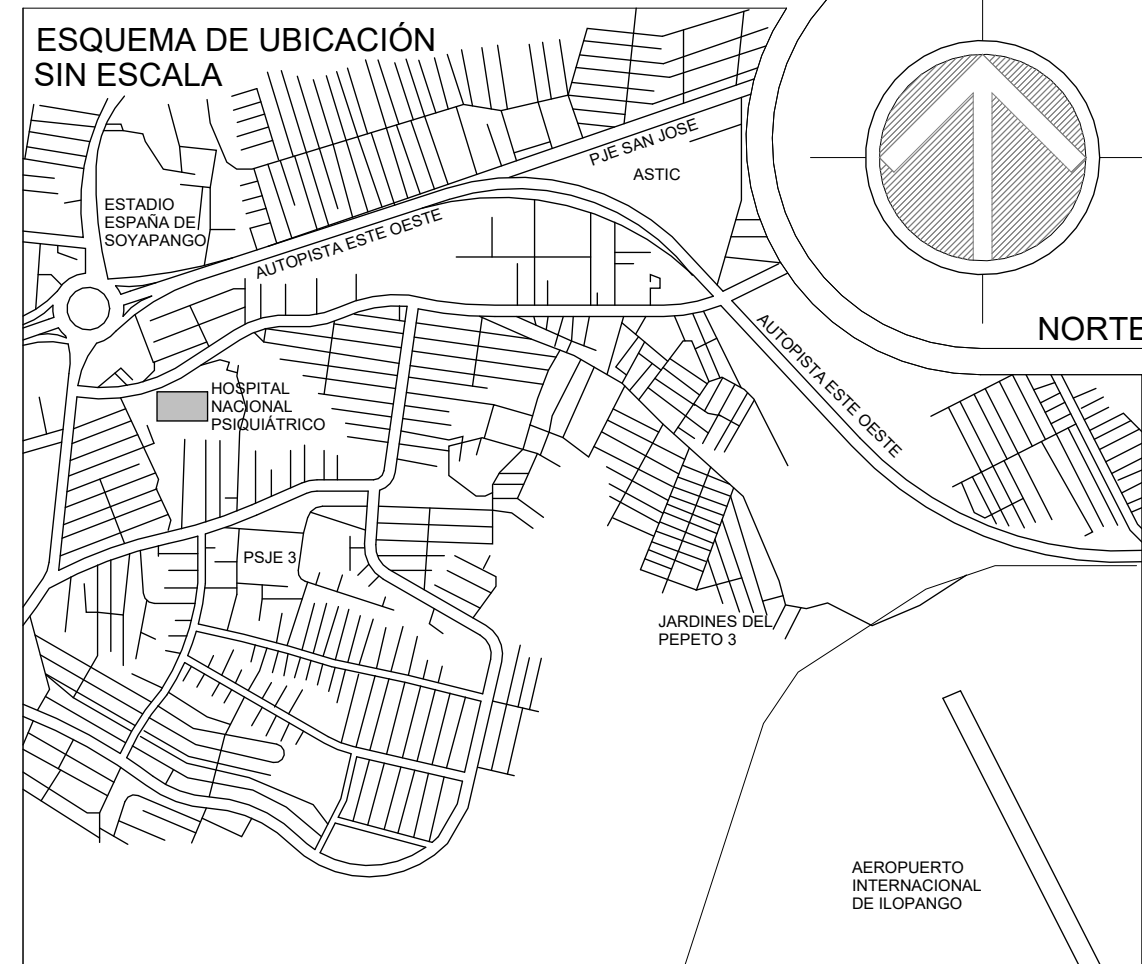 ESQUEMA DE UBICACIÓN
SIN ESCALA
NORTE
PJE SAN JOSE
ASTIC
ESTADIO
ESPAÑA DE
SOYAPANGO
AUTOPISTA ESTE OESTE
AUTOPISTA ESTE OESTE
HOSPITAL
NACIONAL
PSIQUIÁTRICO
PSJE 3
JARDINES DEL
PEPETO 3
AEROPUERTO
INTERNACIONAL
DE ILOPANGO